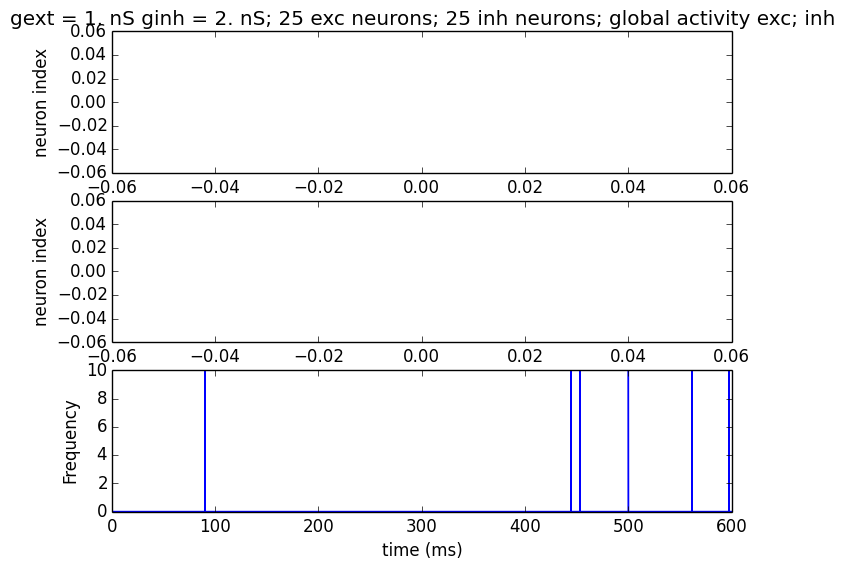 gext = 1. nS ginh = 2. nS; 25 exc neurons; 25 inh neurons; global activity exc; inh
0.06
0.04
0.02
0.00
−0.02
−0.04
−0.06
neuron index
−0.06 −0.04 −0.02 0.00 0.02 0.04 0.06
0.06
0.04
0.02
0.00
−0.02
−0.04
−0.06
neuron index
−0.06 −0.04 −0.02 0.00 0.02 0.04 0.06
10
8
6
4
2
0
Frequency
0 100 200 300 400 500 600
time (ms)